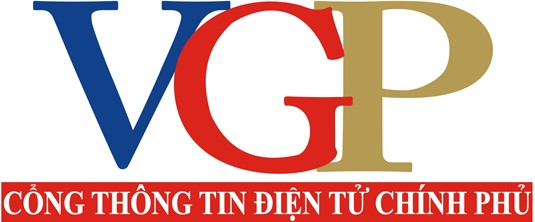 VGP
CỔNG THÔNG TIN ĐIỆN TỬ CHÍNH PHỦ